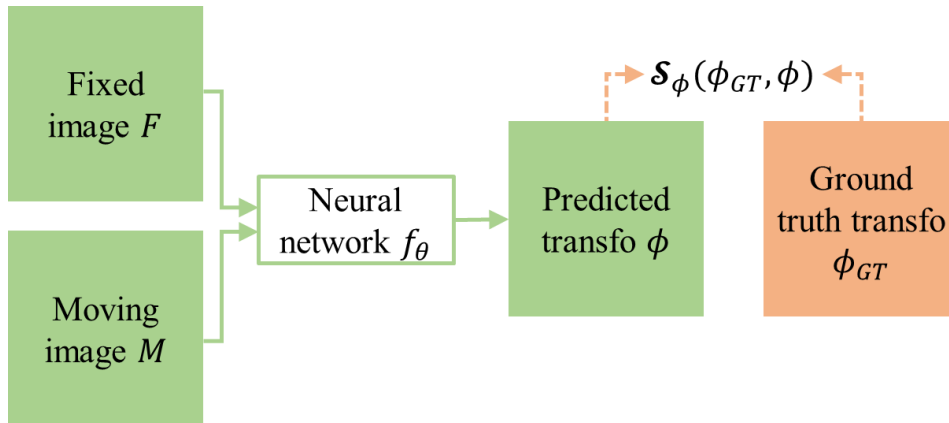 Fixed
image F
Moving
image M
Neural
network f_θ
𝓢_ϕ(ϕ_GT, ϕ)
Predicted
transfo ϕ
Ground
truth transfo
ϕ_GT